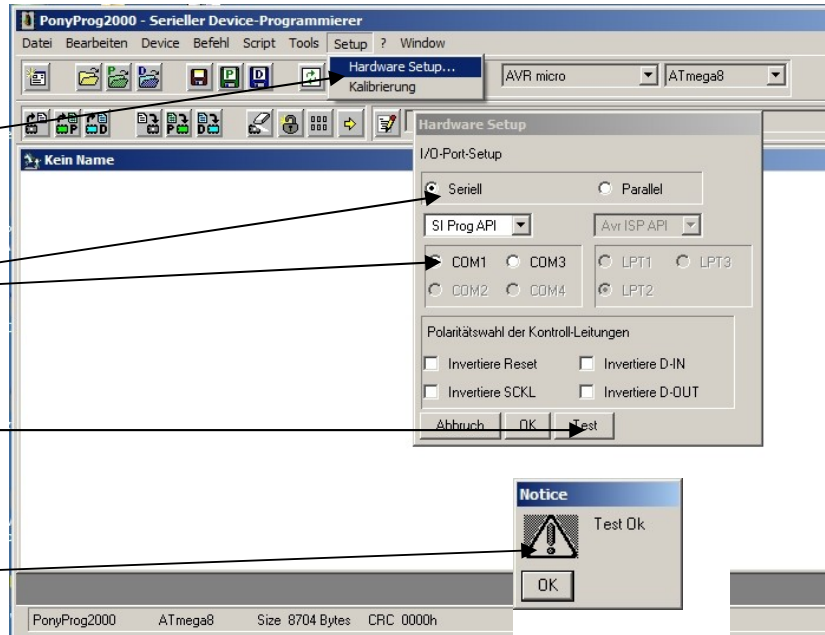 PonyProg2000 - Serieller Device-Programmierer
Datei Bearbeiten Device Befehl Script Tools Setup ? Window
Hardware Setup...
Kalibrierung
AVR micro ATmega8
Kein Name
Hardware Setup
I/O-Port-Setup
Seriell Parallel
SI Prog API Avr ISP API
COM1 COM3 LPT1 LPT3
COM2 COM4 LPT2
Polaritätswahl der Kontroll-Leitungen
Invertiere Reset Invertiere D-IN
Invertiere SCKL Invertiere D-OUT
Abbruch OK Test
Notice
Test Ok
OK
PonyProg2000 ATmega8 Size 8704 Bytes CRC 0000h